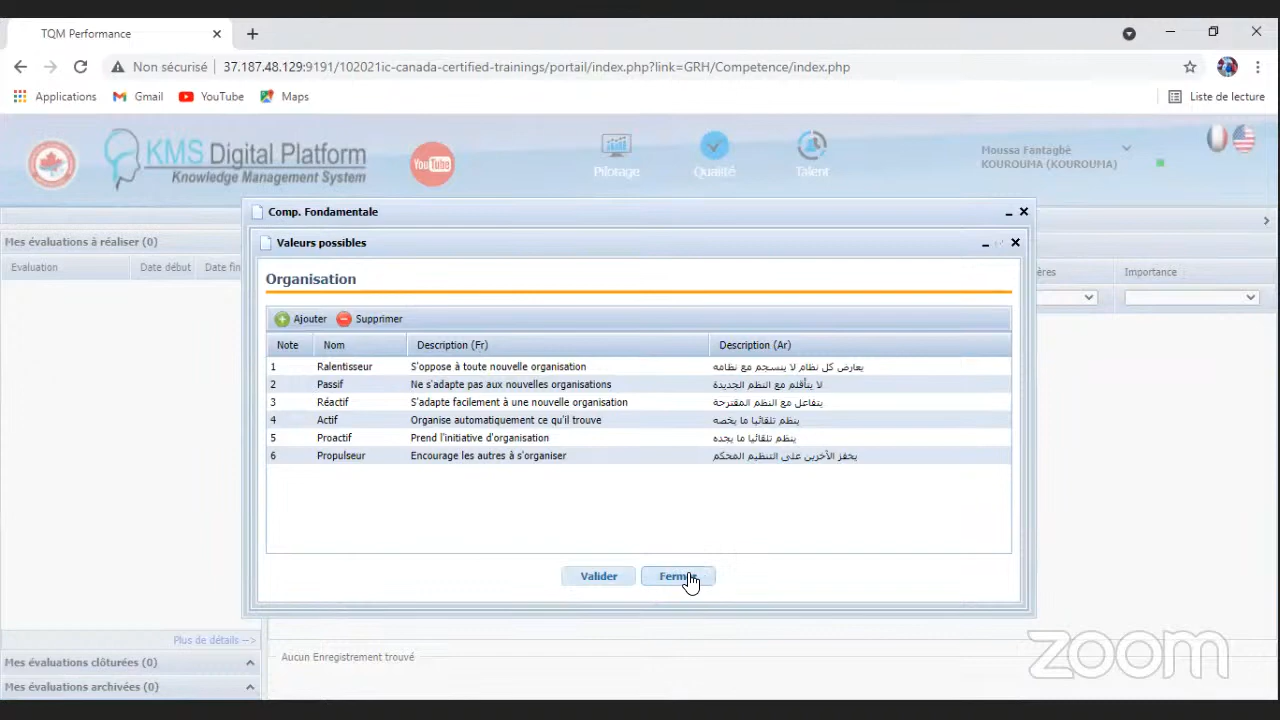 TQM Performance
Non sécurisé 37.187.48.129:9191/102021ic-canada-certified-trainings/portail/index.php?link=GRH/Competence/index.php
Applications Gmail YouTube Maps Liste de lecture
KMS Digital Platform
Knowledge Management System
YouTube
Pilotage Qualité Talent
Moussa Fantagbè
KOUROUMA (KOUROUMA)
Comp. Fondamentale
Mes évaluations à réaliser (0)
Valeurs possibles
Evaluation Date début Date fin
ères Importance
Organisation
Ajouter Supprimer
Note Nom Description (Fr) Description (Ar)
1 Ralentisseur S'oppose à toute nouvelle organisation يعارض كل نظام لا ينسجم مع نظامه
2 Passif Ne s'adapte pas aux nouvelles organisations لا يتأقلم مع النظم الجديدة
3 Réactif S'adapte facilement à une nouvelle organisation يتفاعل مع النظم المقترحة
4 Actif Organise automatiquement ce qu'il trouve ينظم تلقائيا ما يخصه
5 Proactif Prend l'initiative d'organisation ينظم تلقائيا ما يجده
6 Propulseur Encourage les autres à s'organiser يحفز الآخرين على التنظيم المحكم
Valider Fermer
Plus de détails -->
Aucun Enregistrement trouvé
Mes évaluations clôturées (0)
Mes évaluations archivées (0)
zoom